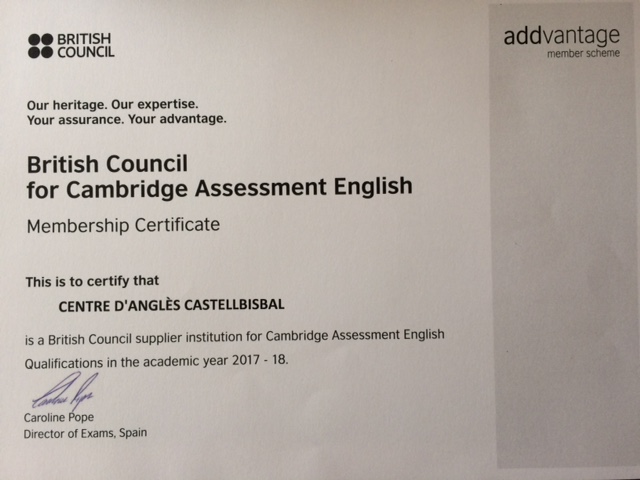 BRITISH
COUNCIL
addvantage
member scheme
Our heritage. Our expertise.
Your assurance. Your advantage.
British Council
for Cambridge Assessment English
Membership Certificate
This is to certify that
CENTRE D'ANGLÈS CASTELLBISBAL
is a British Council supplier institution for Cambridge Assessment English
Qualifications in the academic year 2017 - 18.
Caroline Pope
Caroline Pope
Director of Exams, Spain